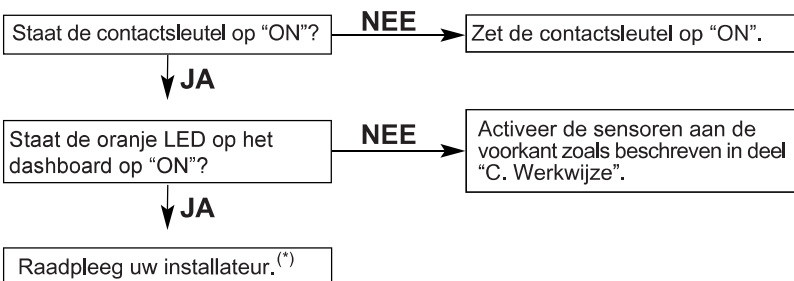 Staat de contactsleutel op “ON”?
NEE
Zet de contactsleutel op “ON”.
JA
Staat de oranje LED op het
dashboard op “ON”?
NEE
Activeer de sensoren aan de
voorkant zoals beschreven in deel
“C. Werkwijze”.
JA
Raadpleeg uw installateur.(*)